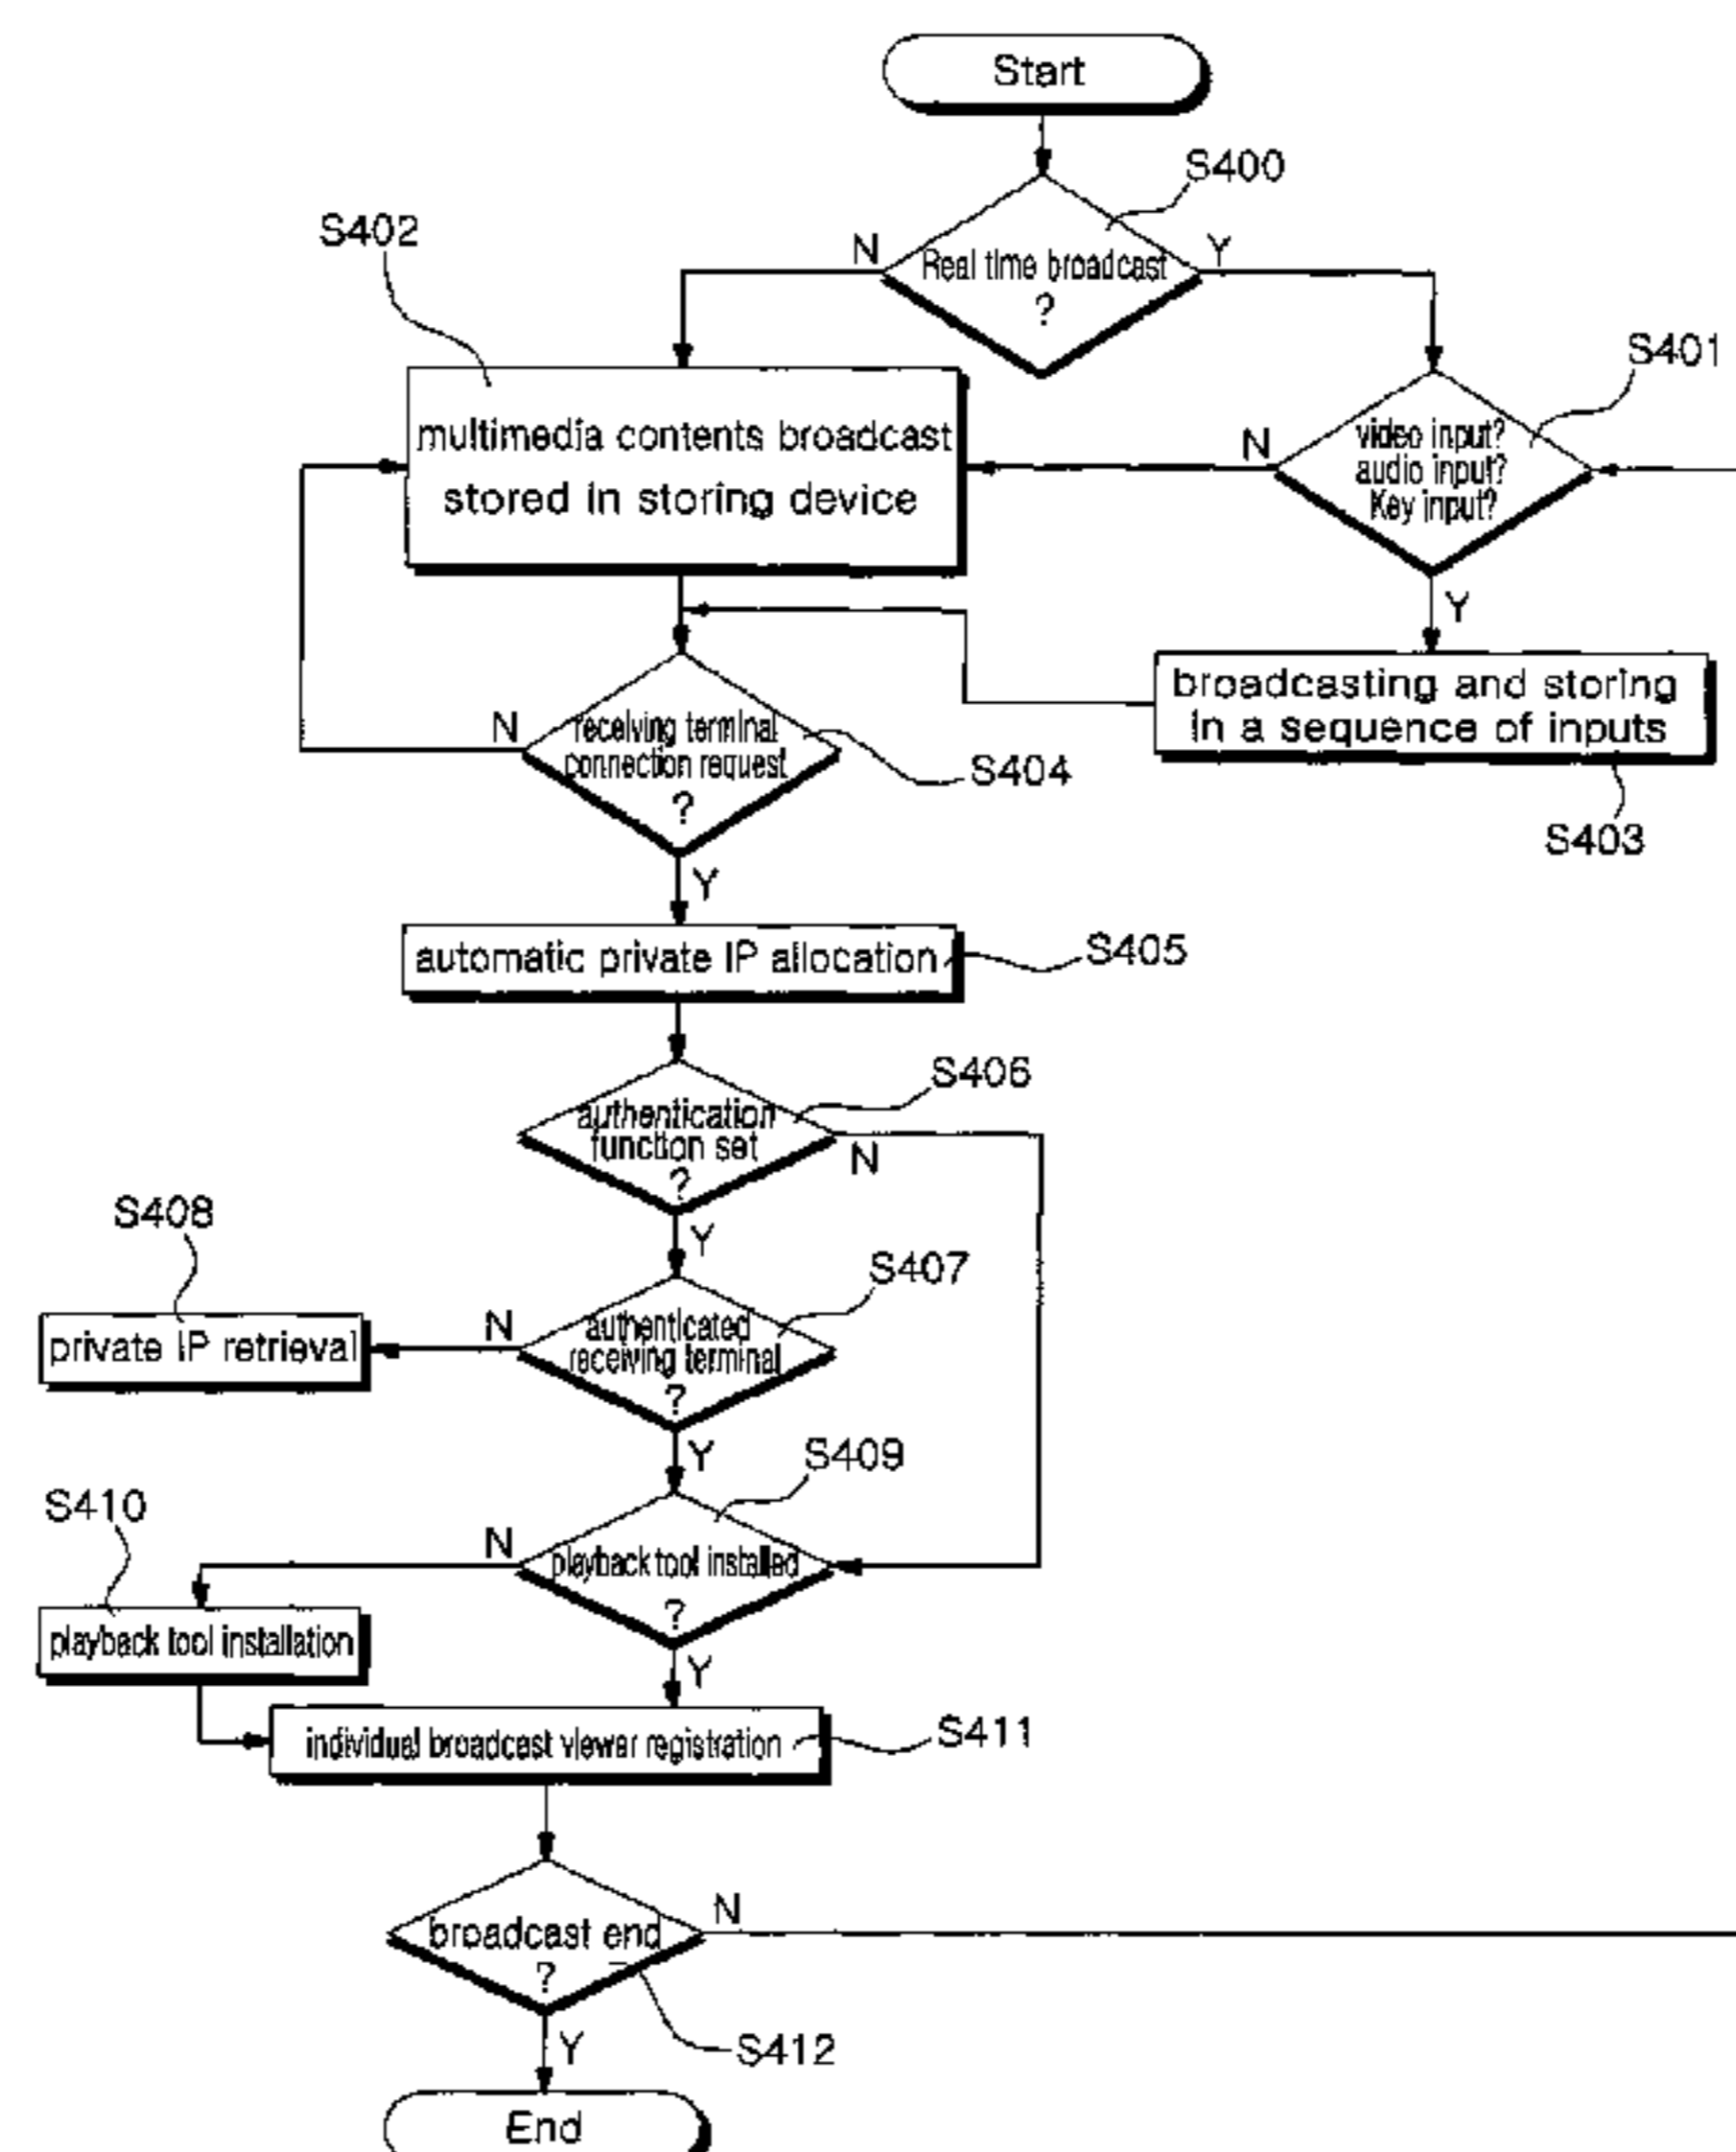 Start
S400
Real time broadcast
?
N
Y
S402
S401
multimedia contents broadcast
stored in storing device
video input?
audio input?
Key input?
N
Y
broadcasting and storing
in a sequence of inputs
S403
receiving terminal
connection request
?
N
S404
Y
automatic private IP allocation
S405
authentication
function set
?
S406
N
Y
S408
S407
private IP retrieval
N
authenticated
receiving terminal
?
Y
S409
S410
N
playback tool installed
?
playback tool installation
Y
individual broadcast viewer registration
S411
broadcast end
?
N
S412
Y
End